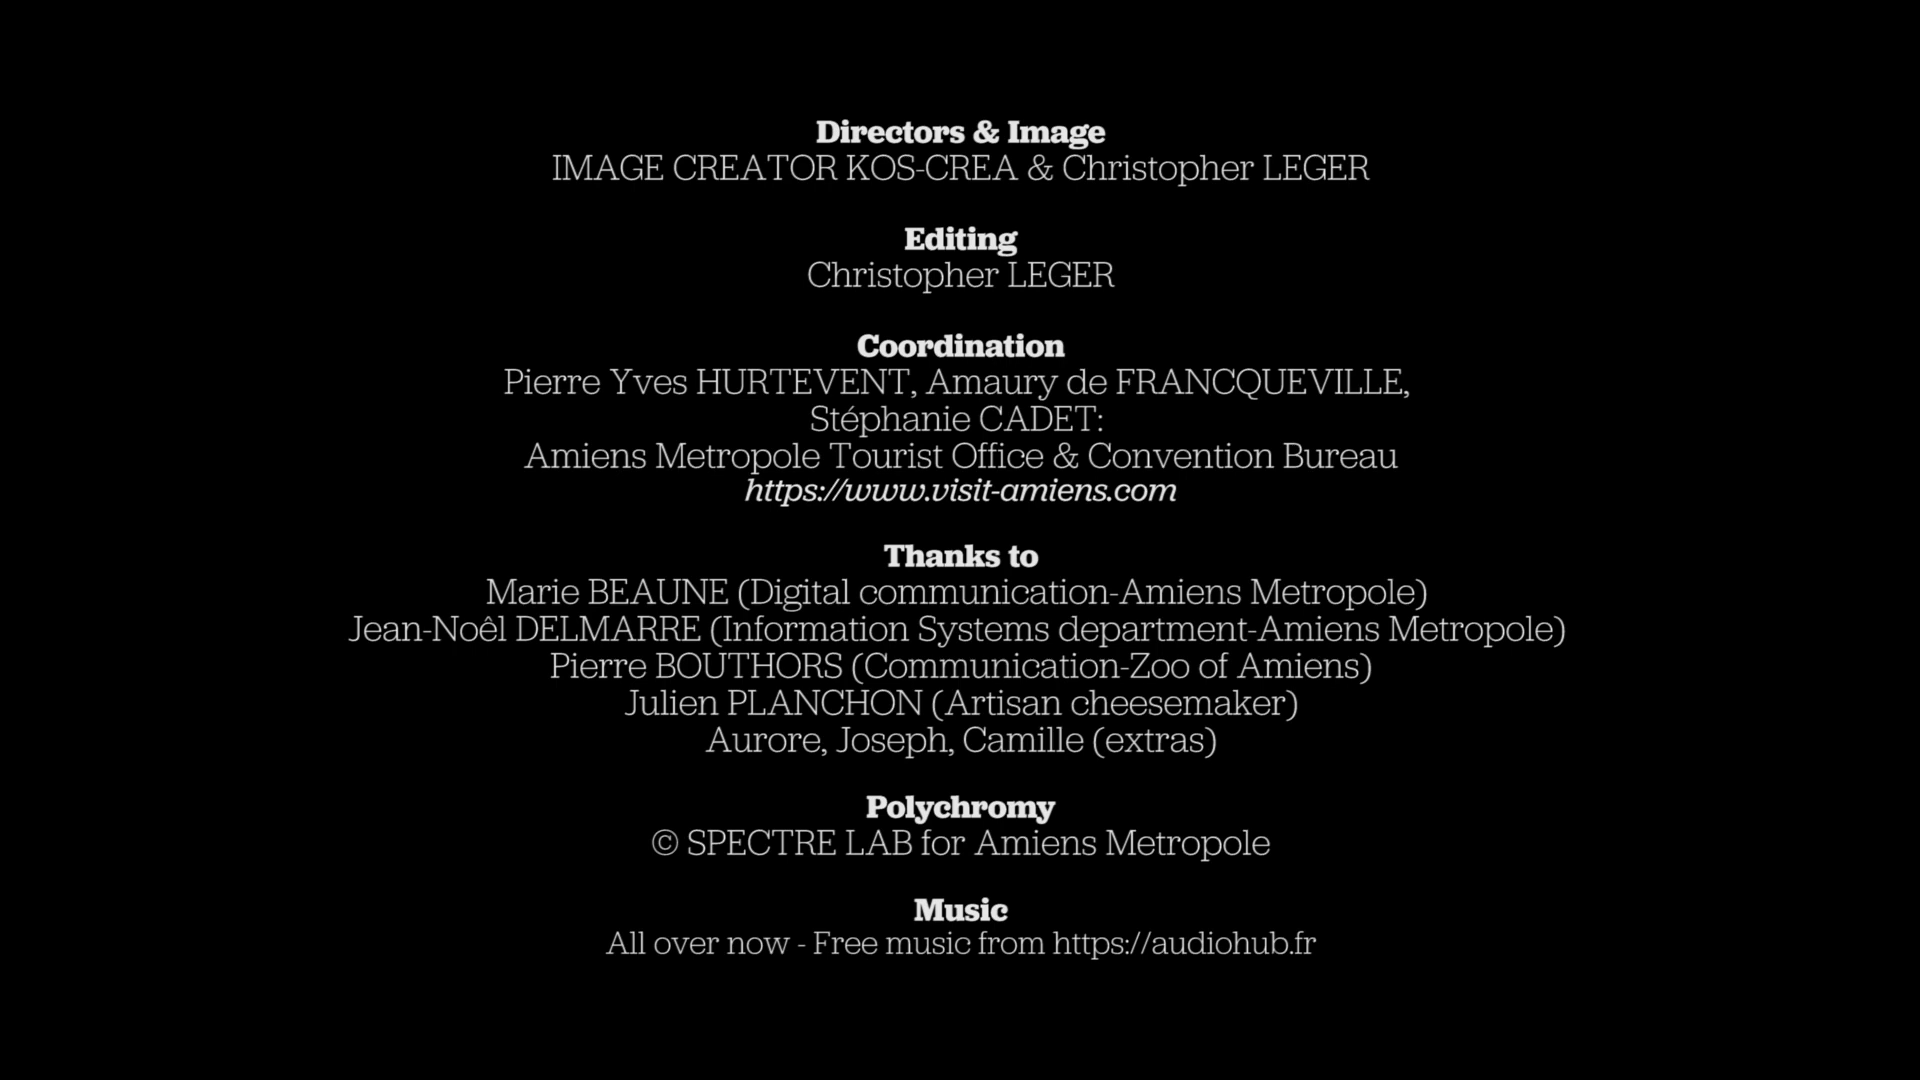 Directors & Image
IMAGE CREATOR KOS-CREA & Christopher LEGER
Editing
Christopher LEGER
Coordination
Pierre Yves HURTEVENT, Amaury de FRANCQUEVILLE,
Stéphanie CADET:
Amiens Metropole Tourist Office & Convention Bureau
https://www.visit-amiens.com
Thanks to
Marie BEAUNE (Digital communication-Amiens Metropole)
Jean-Noêl DELMARRE (Information Systems department-Amiens Metropole)
Pierre BOUTHORS (Communication-Zoo of Amiens)
Julien PLANCHON (Artisan cheesemaker)
Aurore, Joseph, Camille (extras)
Polychromy
© SPECTRE LAB for Amiens Metropole
Music
All over now - Free music from https://audiohub.fr